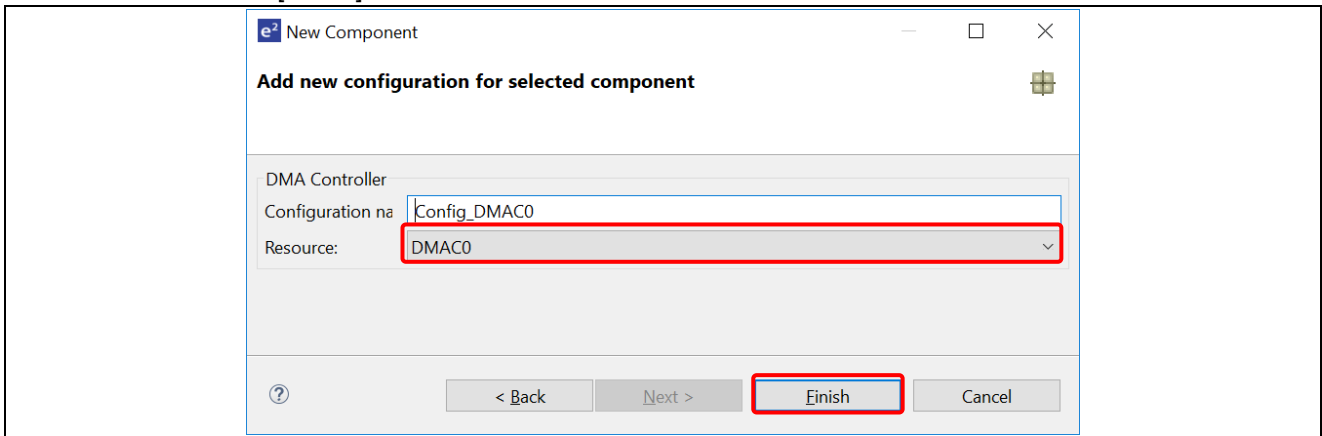 e² New Component
Add new configuration for selected component
DMA Controller
Configuration na Config_DMAC0
Resource: DMAC0
< Back Next > Finish Cancel